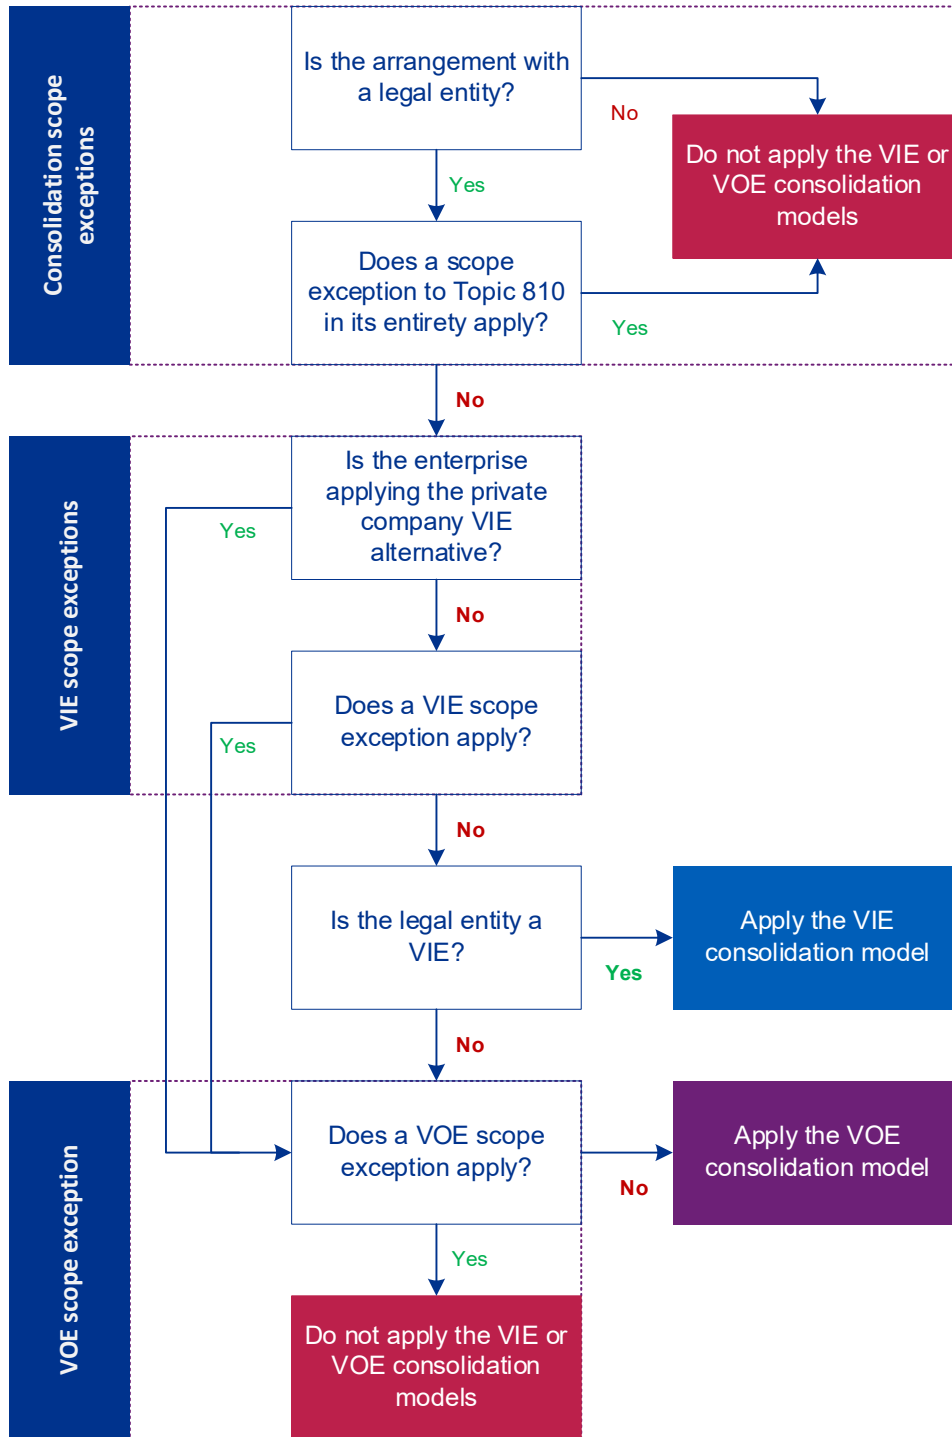 Consolidation scope
exceptions
Is the arrangement with
a legal entity?
No
Do not apply the VIE or
VOE consolidation
models
Yes
Does a scope
exception to Topic 810
in its entirety apply?
Yes
No
VIE scope exceptions
Is the enterprise
applying the private
company VIE
alternative?
Yes
No
Does a VIE scope
exception apply?
Yes
No
Is the legal entity a
VIE?
Yes
Apply the VIE
consolidation model
No
VOE scope exception
Does a VOE scope
exception apply?
No
Apply the VOE
consolidation model
Yes
Do not apply the VIE or
VOE consolidation
models